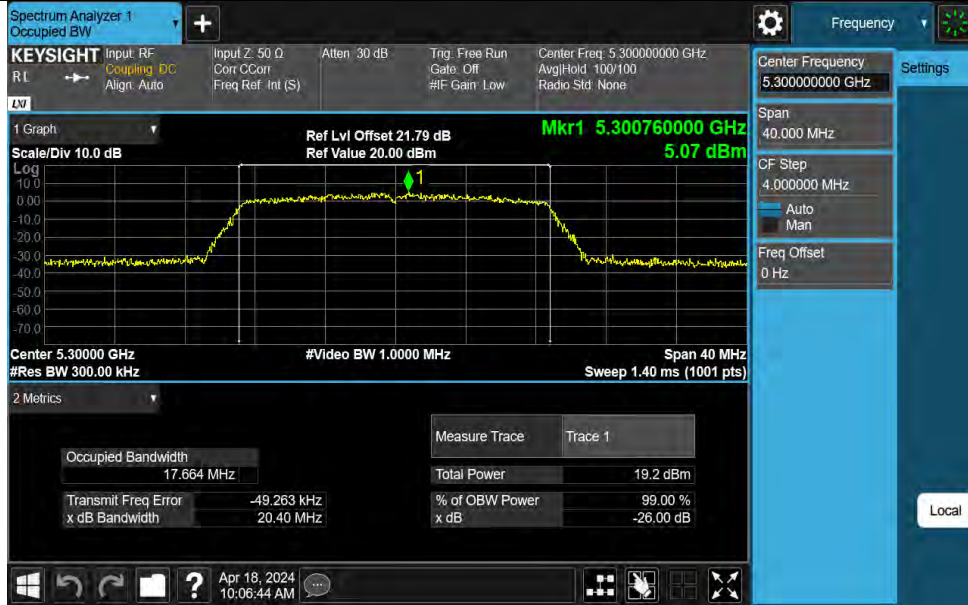 Spectrum Analyzer 1
Occupied BW
+
Frequency
KEYSIGHT
Input: RF
Coupling: DC
Align: Auto
Input Z: 50 Ω
Corr CCorr
Freq Ref: Int (S)
Atten: 30 dB
Trig: Free Run
Gate: Off
#IF Gain: Low
Center Freq: 5.300000000 GHz
Avg|Hold: 100/100
Radio Std: None
LXI
Center Frequency
5.300000000 GHz
Settings
Span
40.000 MHz
CF Step
4.000000 MHz
Auto
Man
Freq Offset
0 Hz
Local
1 Graph
Scale/Div 10.0 dB
Ref Lvl Offset 21.79 dB
Ref Value 20.00 dBm
Mkr1 5.300760000 GHz
5.07 dBm
Log
1
10.0
0.00
-10.0
-20.0
-30.0
-40.0
-50.0
-60.0
-70.0
Center 5.30000 GHz
#Video BW 1.0000 MHz
Span 40 MHz
#Res BW 300.00 kHz
Sweep 1.40 ms (1001 pts)
2 Metrics
Measure Trace
Trace 1
Occupied Bandwidth
17.664 MHz
Total Power
19.2 dBm
Transmit Freq Error
-49.263 kHz
% of OBW Power
99.00 %
x dB Bandwidth
20.40 MHz
x dB
-26.00 dB
?
Apr 18, 2024
10:06:44 AM